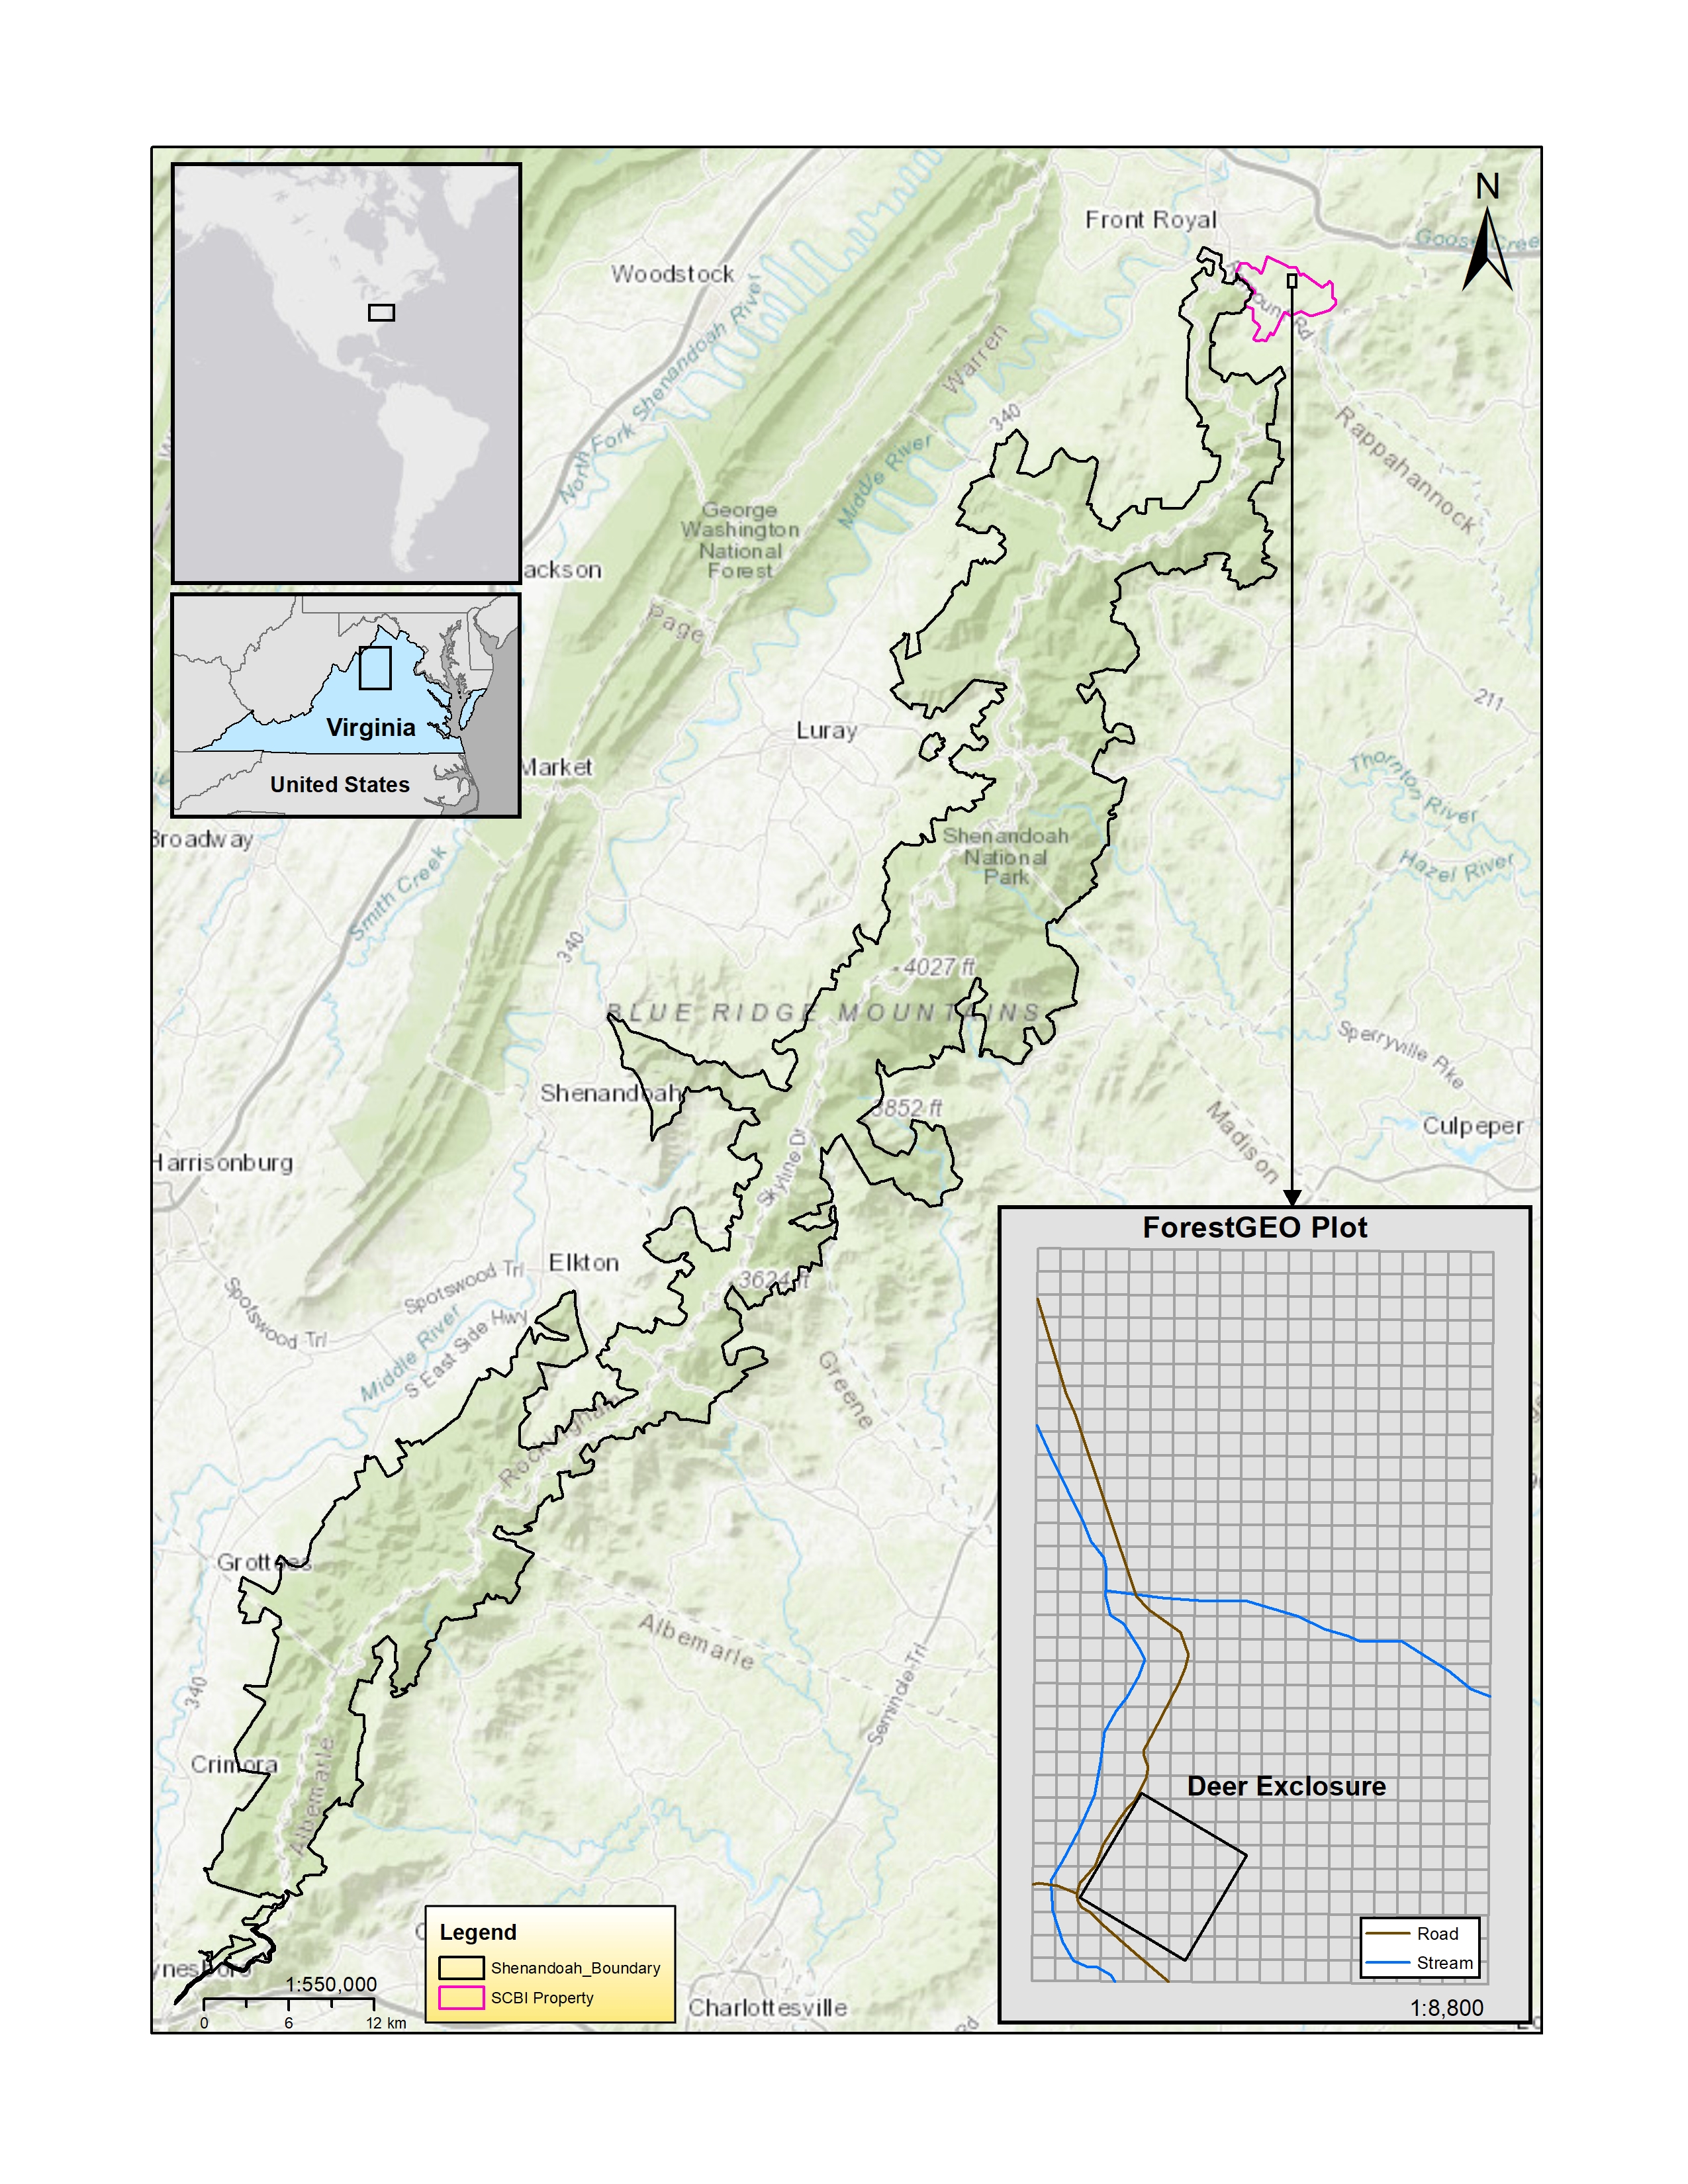 N
Front Royal
Goose Cree
Woodstock
North Fork Shenandoah River
Warren
340
Rappahannock
Middle River
George
Washington
National
Forest
ackson
Page
211
Virginia
United States
Luray
Market
Thornton River
Broadway
Shenandoah
National
Park
Hazel River
Smith Creek
340
4027 ft
BLUE RIDGE MOUNTAINS
Sperryville Pike
Shenandoah
3852 ft
Madison
Culpeper
Harrisonburg
Skyline Dr
Elkton
3624 ft
Spotswood Trl
Spotswood Trl
Middle River
S East Side Hwy
Greene
Rockingham
Grottoes
Albemarle
340
Seminole Trl
Crimora
Albemarle
ynesboro
Charlottesville
Rd
1:550,000
0 6 12 km
Legend
Shenandoah_Boundary
SCBI Property
ForestGEO Plot
Deer Exclosure
Road
Stream
1:8,800